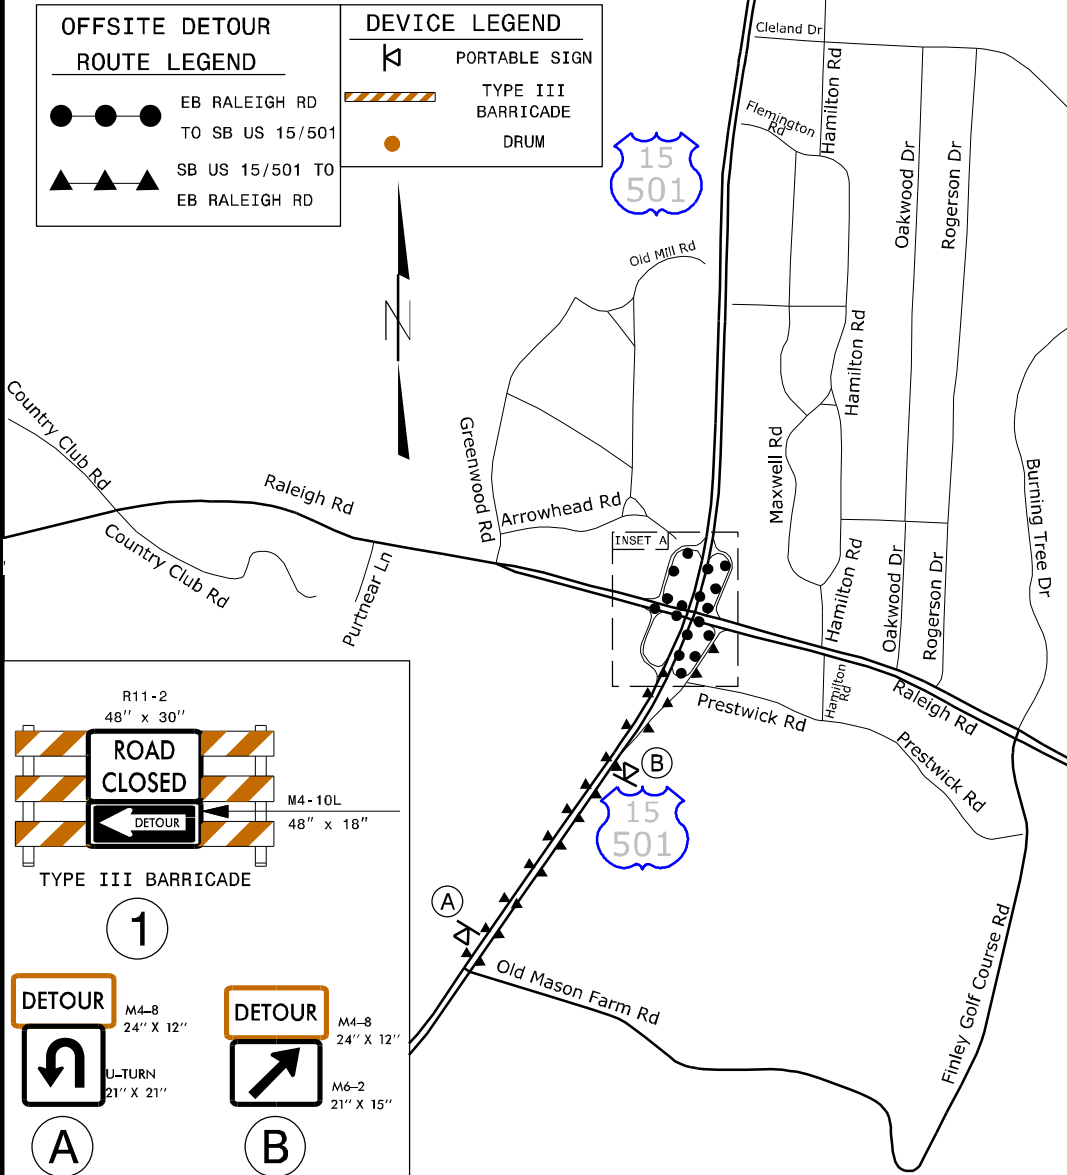 OFFSITE DETOUR
ROUTE LEGEND
EB RALEIGH RD
TO SB US 15/501
SB US 15/501 TO
EB RALEIGH RD
DEVICE LEGEND
PORTABLE SIGN
TYPE III
BARRICADE
DRUM
N
15
501
Cleland Dr
Hamilton Rd
Flemington
Rd
Oakwood Dr
Rogerson Dr
Old Mill Rd
Hamilton Rd
Country Club Rd
Raleigh Rd
Greenwood Rd
Arrowhead Rd
Maxwell Rd
Burning Tree Dr
INSET A
Country Club Rd
Purtnear Ln
Hamilton Rd
Oakwood Dr
Rogerson Dr
Hamilton
Rd
Raleigh Rd
Prestwick Rd
Prestwick Rd
B
15
501
A
Old Mason Farm Rd
Finley Golf Course Rd
R11-2
48" x 30"
ROAD
CLOSED
DETOUR
M4-10L
48" x 18"
TYPE III BARRICADE
1
DETOUR
M4-8
24" X 12"
U-TURN
21" X 21"
A
DETOUR
M4-8
24" X 12"
M6-2
21" X 15"
B